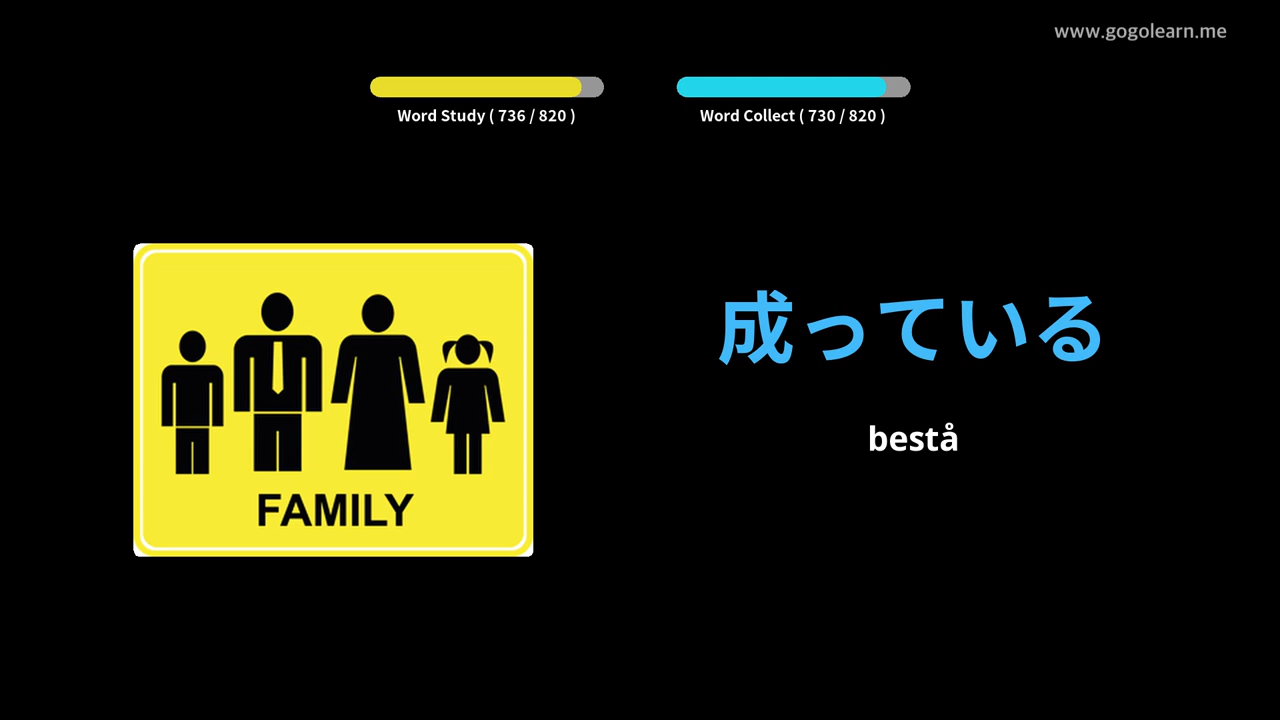 www.gogolearn.me
Word Study ( 736 / 820 )
Word Collect ( 730 / 820 )
FAMILY
成っている
bestå